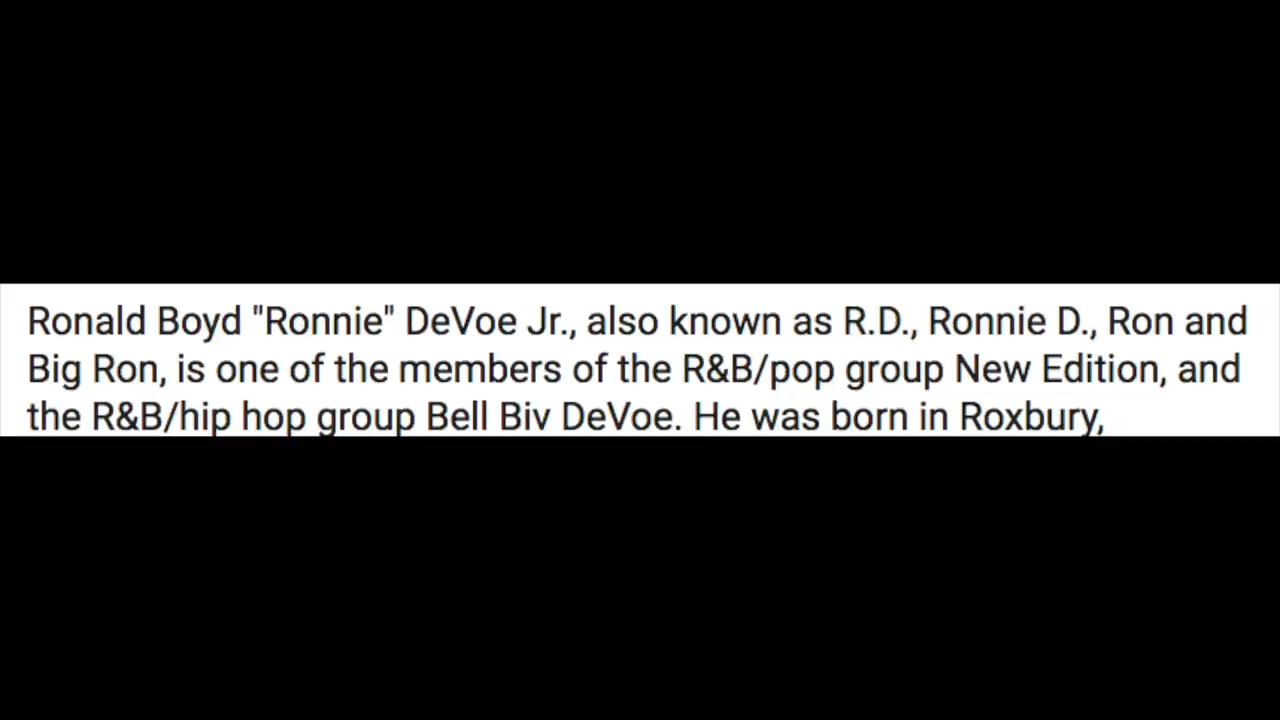 Ronald Boyd "Ronnie" DeVoe Jr., also known as R.D., Ronnie D., Ron and
Big Ron, is one of the members of the R&B/pop group New Edition, and
the R&B/hip hop group Bell Biv DeVoe. He was born in Roxbury,